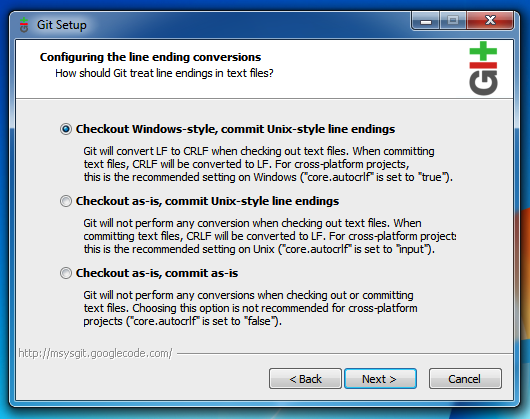 Git Setup
Configuring the line ending conversions
How should Git treat line endings in text files?
Git
Checkout Windows-style, commit Unix-style line endings
Git will convert LF to CRLF when checking out text files. When committing
text files, CRLF will be converted to LF. For cross-platform projects,
this is the recommended setting on Windows ("core.autocrlf" is set to "true").
Checkout as-is, commit Unix-style line endings
Git will not perform any conversion when checking out text files. When
committing text files, CRLF will be converted to LF. For cross-platform projects
this is the recommended setting on Unix ("core.autocrlf" is set to "input").
Checkout as-is, commit as-is
Git will not perform any conversions when checking out or committing
text files. Choosing this option is not recommended for cross-platform
projects ("core.autocrlf" is set to "false").
http://msysgit.googlecode.com/
< Back
Next >
Cancel